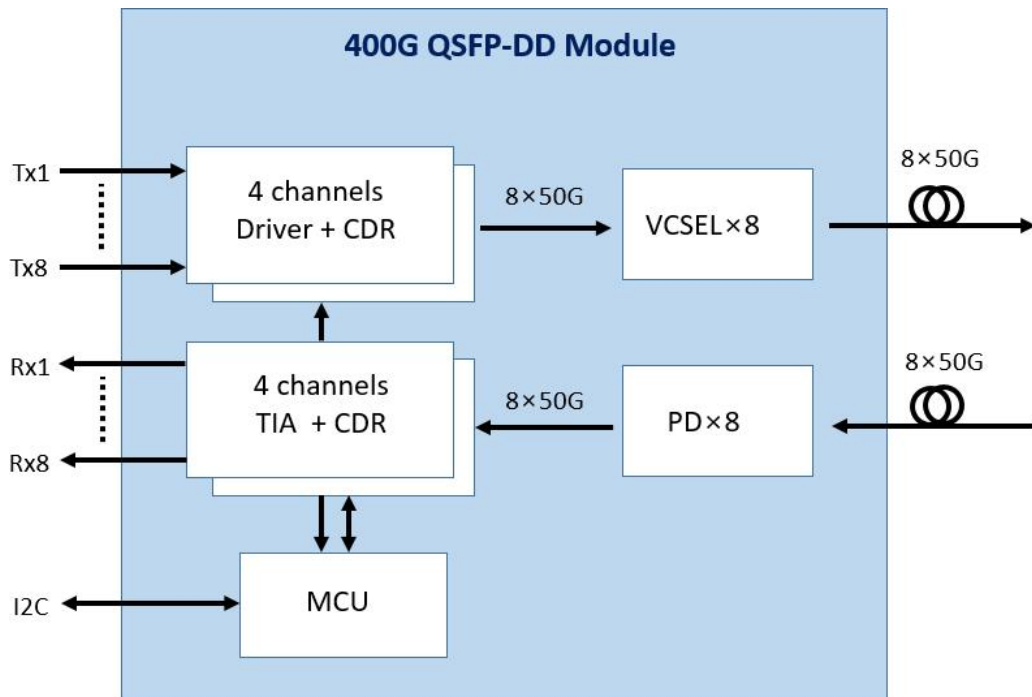 400G QSFP-DD Module
Tx1
Tx8
4 channels
Driver + CDR
8×50G
VCSEL×8
8×50G
Rx1
Rx8
4 channels
TIA + CDR
8×50G
PD×8
8×50G
I2C
MCU